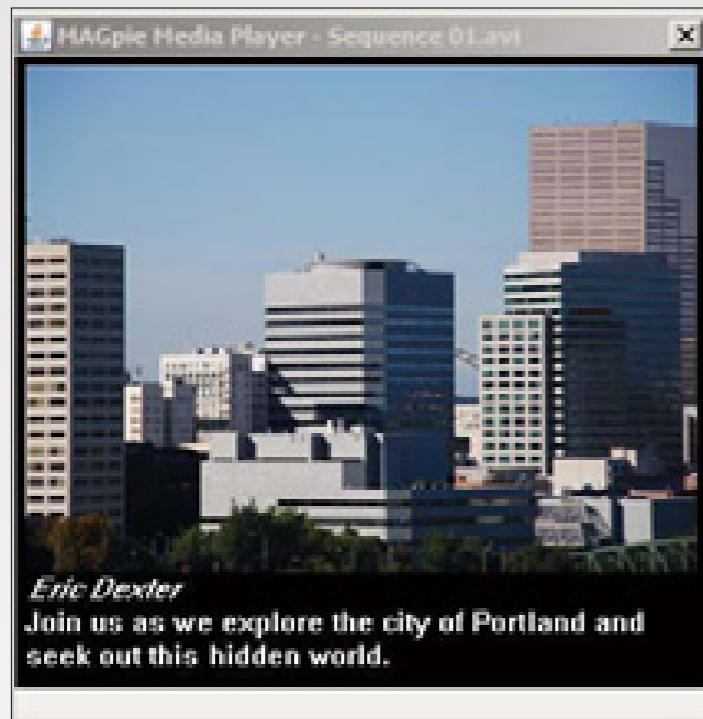 MAGpie Media Player - Sequence 01.avi
Eric Dexter
Join us as we explore the city of Portland and
seek out this hidden world.